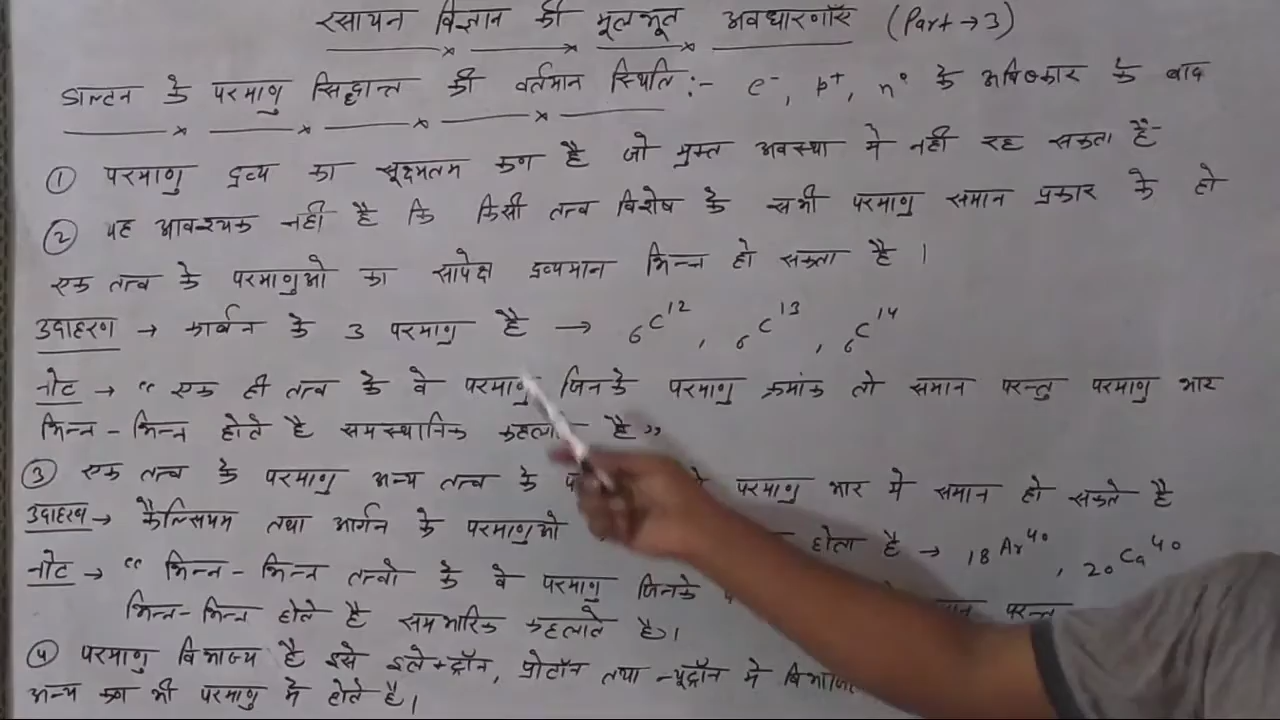 रसायन विज्ञान की मूलभूत अवधारणाएँ (Part → 3)
डाल्टन के परमाणु सिद्धान्त की वर्तमान स्थिति :- e⁻, p⁺, n⁰ के अविष्कार के बाद
① परमाणु द्रव्य का सूक्ष्मतम कण है जो मुक्त अवस्था मे नही रह सकता है
② यह आवश्यक नही है कि किसी तत्व विशेष के सभी परमाणु समान प्रकार के हो
एक तत्व के परमाणुओ का सापेक्ष द्रव्यमान भिन्न हो सकता है ।
उदाहरण → कार्बन के 3 परमाणु है → ₆C¹², ₆C¹³, ₆C¹⁴
नोट → “ एक ही तत्व के वे परमाणु जिनके परमाणु क्रमांक तो समान परन्तु परमाणु भार
भिन्न - भिन्न होते है समस्थानिक है ”
③ एक तत्व के परमाणु अन्य तत्व के परमाणु भार मे समान हो सकते है
उदाहरण → कैल्सियम तथा आर्गन के परमाणुओ होता है → ₁₈Ar⁴⁰, ₂₀Ca⁴⁰
नोट → “ भिन्न - भिन्न तत्वो के वे परमाणु जिनके परन्तु
भिन्न - भिन्न होते है समभारिक कहलाते है।
④ परमाणु विभाज्य है इसे इलेक्ट्रॉन, प्रोटॉन तथा न्यूट्रॉन मे
अन्य कण भी परमाणु मे होते है।